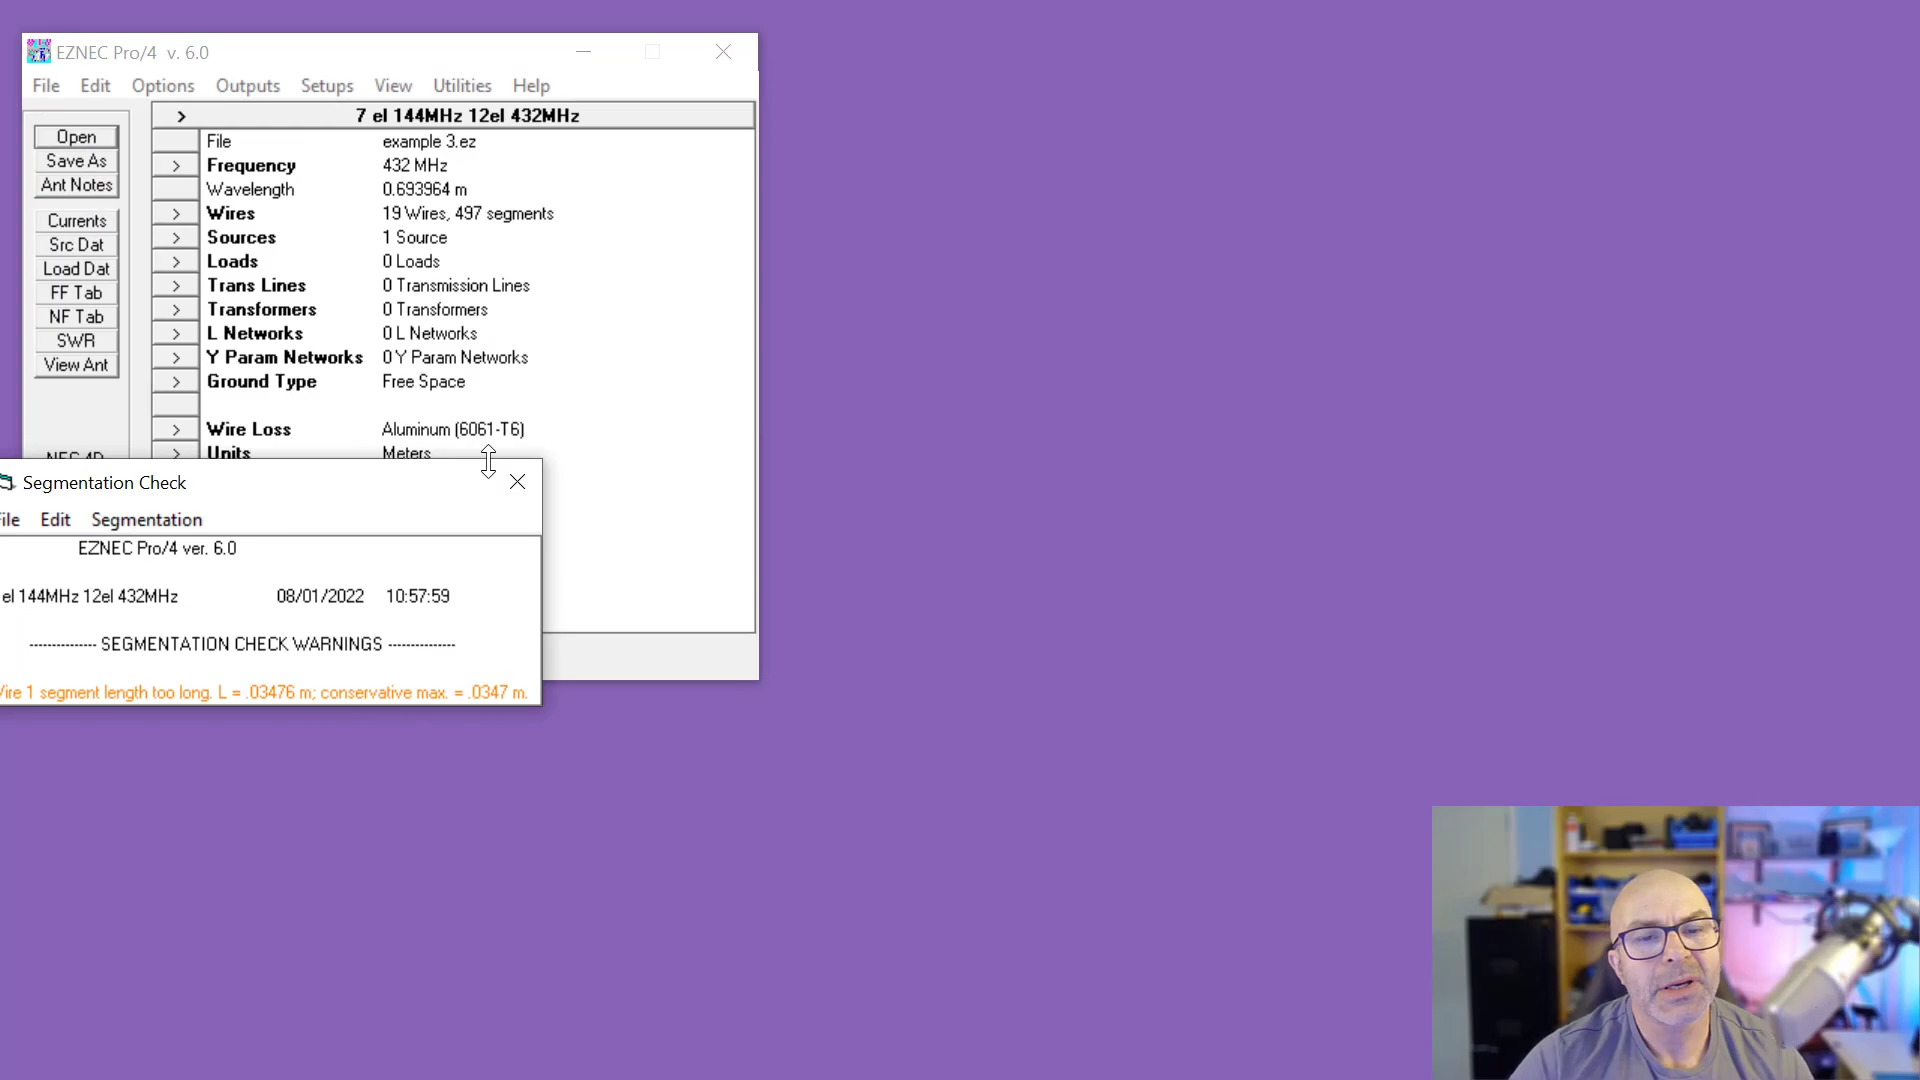 EZNEC Pro/4 v. 6.0
File Edit Options Outputs Setups View Utilities Help
> 7 el 144MHz 12el 432MHz
Open
Save As
Ant Notes
Currents
Src Dat
Load Dat
FF Tab
NF Tab
SWR
View Ant
File example 3.ez
> Frequency 432 MHz
Wavelength 0.693964 m
> Wires 19 Wires, 497 segments
> Sources 1 Source
> Loads 0 Loads
> Trans Lines 0 Transmission Lines
> Transformers 0 Transformers
> L Networks 0 L Networks
> Y Param Networks 0 Y Param Networks
> Ground Type Free Space
> Wire Loss Aluminum (6061-T6)
> Units Meters
Segmentation Check
ile Edit Segmentation
EZNEC Pro/4 ver. 6.0
el 144MHz 12el 432MHz 08/01/2022 10:57:59
-------------- SEGMENTATION CHECK WARNINGS --------------
ire 1 segment length too long. L = .03476 m; conservative max. = .0347 m.